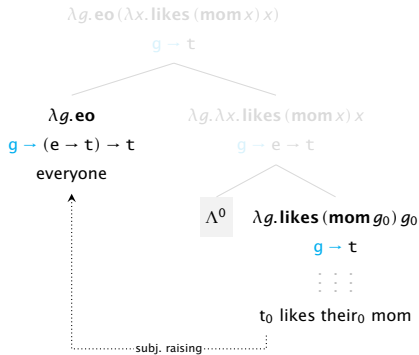 λg.eo (λx.likes (mom x) x)
g → t
λg.eo
g → (e → t) → t
everyone
λg.λx.likes (mom x) x
g → e → t
Λ⁰
λg.likes (mom g₀) g₀
g → t
t₀ likes their₀ mom
subj. raising